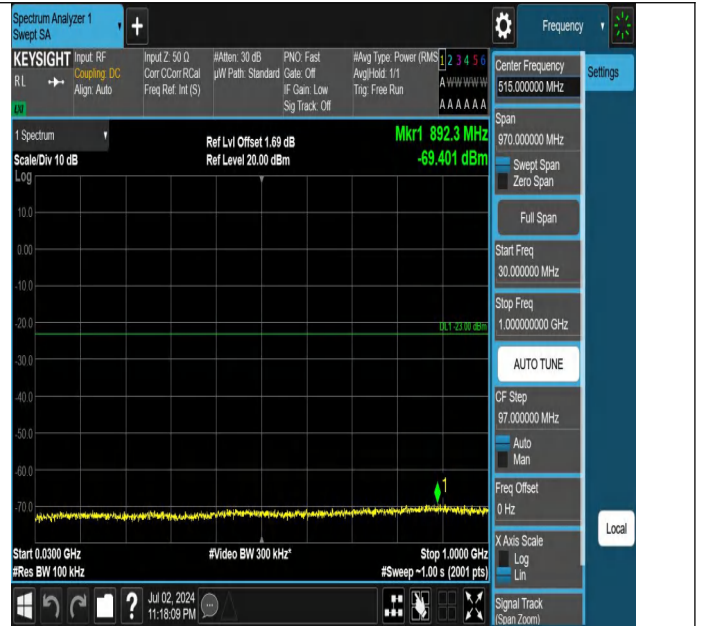 Spectrum Analyzer 1
Swept SA
+
Frequency
KEYSIGHT
Input: RF
Input Z: 50 Ω
#Atten: 30 dB
PNO: Fast
#Avg Type: Power (RMS
1 2 3 4 5 6
RL
Coupling: DC
Corr CCorr RCal
µW Path: Standard
Gate: Off
Avg|Hold: 1/1
A W W W W W
Align: Auto
Freq Ref: Int (S)
IF Gain: Low
Trig: Free Run
Sig Track: Off
A A A A A A
LXI
1 Spectrum
Ref Lvl Offset 1.69 dB
Mkr1 892.3 MHz
Scale/Div 10 dB
Ref Level 20.00 dBm
-69.401 dBm
Log
10.0
0.00
-10.0
-20.0
DL1 -23.00 dBm
-30.0
-40.0
-50.0
-60.0
1
-70.0
Start 0.0300 GHz
#Video BW 300 kHz*
Stop 1.0000 GHz
#Res BW 100 kHz
#Sweep ~1.00 s (2001 pts)
Center Frequency
515.000000 MHz
Settings
Span
970.000000 MHz
Swept Span
Zero Span
Full Span
Start Freq
30.000000 MHz
Stop Freq
1.000000000 GHz
AUTO TUNE
CF Step
97.000000 MHz
Auto
Man
Freq Offset
0 Hz
Local
X Axis Scale
Log
Lin
Signal Track
(Span Zoom)
?
Jul 02, 2024
11:18:09 PM